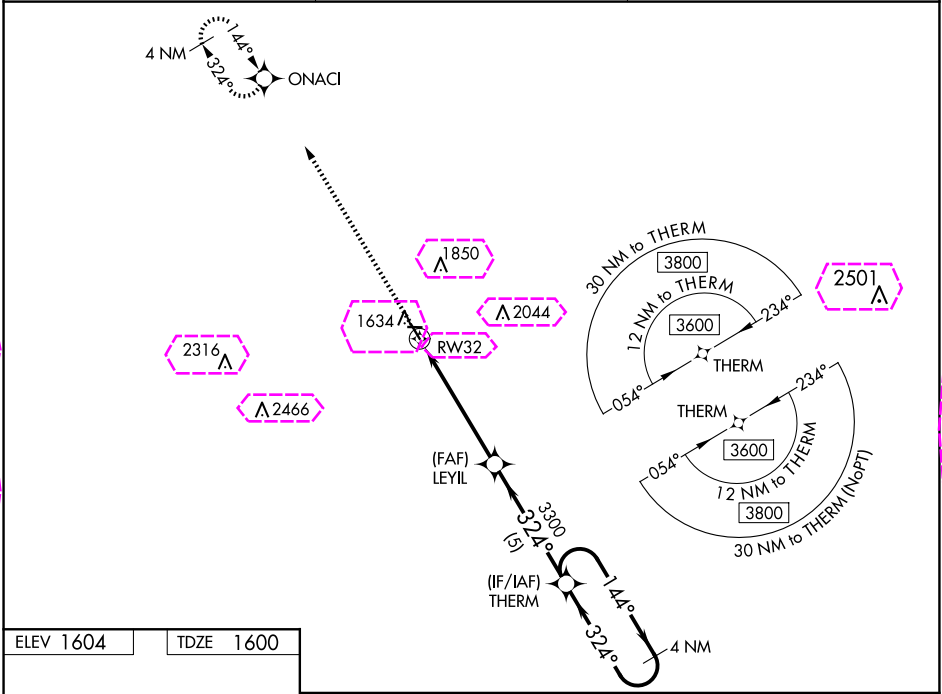 4 NM
144°
324°
ONACI
1850
1634
2044
RW32
2316
2466
30 NM to THERM
3800
12 NM to THERM
3600
234°
054°
THERM
2501
THERM
234°
054°
3600
12 NM to THERM
3800
30 NM to THERM (NoPT)
(FAF)
LEYIL
3300
324°
(5)
(IF/IAF)
THERM
144°
324°
4 NM
ELEV 1604
TDZE 1600